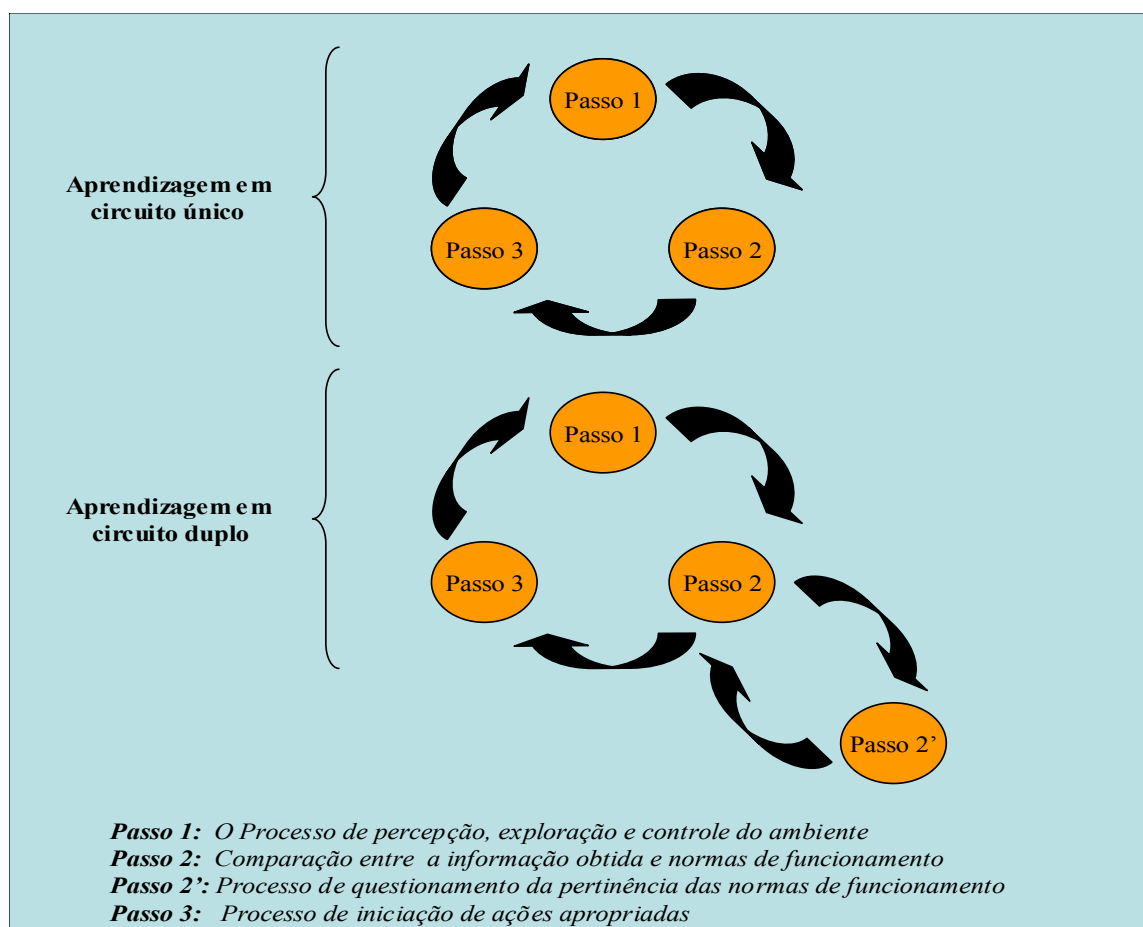 Passo 1
Aprendizagem em
circuito único
Passo 3
Passo 2
Passo 1
Aprendizagem em
circuito duplo
Passo 3
Passo 2
Passo 2’
Passo 1: O Processo de percepção, exploração e controle do ambiente
Passo 2: Comparação entre a informação obtida e normas de funcionamento
Passo 2’: Processo de questionamento da pertinência das normas de funcionamento
Passo 3: Processo de iniciação de ações apropriadas